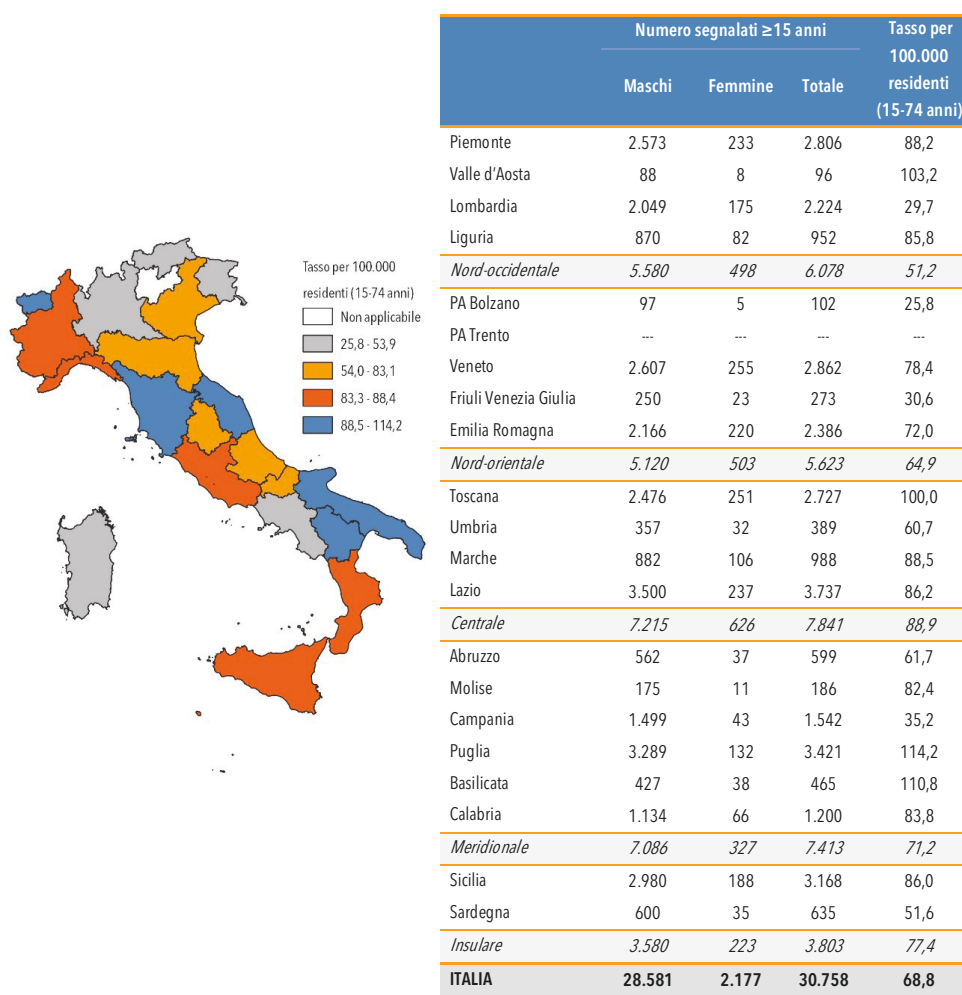 Tasso per 100.000
residenti (15-74 anni)
Non applicabile
25,8 - 53,9
54,0 - 83,1
83,3 - 88,4
88,5 - 114,2
Numero segnalati ≥15 anni
Tasso per
100.000
residenti
(15-74 anni)
Maschi Femmine Totale
Piemonte 2.573 233 2.806 88,2
Valle d'Aosta 88 8 96 103,2
Lombardia 2.049 175 2.224 29,7
Liguria 870 82 952 85,8
Nord-occidentale 5.580 498 6.078 51,2
PA Bolzano 97 5 102 25,8
PA Trento --- --- --- ---
Veneto 2.607 255 2.862 78,4
Friuli Venezia Giulia 250 23 273 30,6
Emilia Romagna 2.166 220 2.386 72,0
Nord-orientale 5.120 503 5.623 64,9
Toscana 2.476 251 2.727 100,0
Umbria 357 32 389 60,7
Marche 882 106 988 88,5
Lazio 3.500 237 3.737 86,2
Centrale 7.215 626 7.841 88,9
Abruzzo 562 37 599 61,7
Molise 175 11 186 82,4
Campania 1.499 43 1.542 35,2
Puglia 3.289 132 3.421 114,2
Basilicata 427 38 465 110,8
Calabria 1.134 66 1.200 83,8
Meridionale 7.086 327 7.413 71,2
Sicilia 2.980 188 3.168 86,0
Sardegna 600 35 635 51,6
Insulare 3.580 223 3.803 77,4
ITALIA 28.581 2.177 30.758 68,8